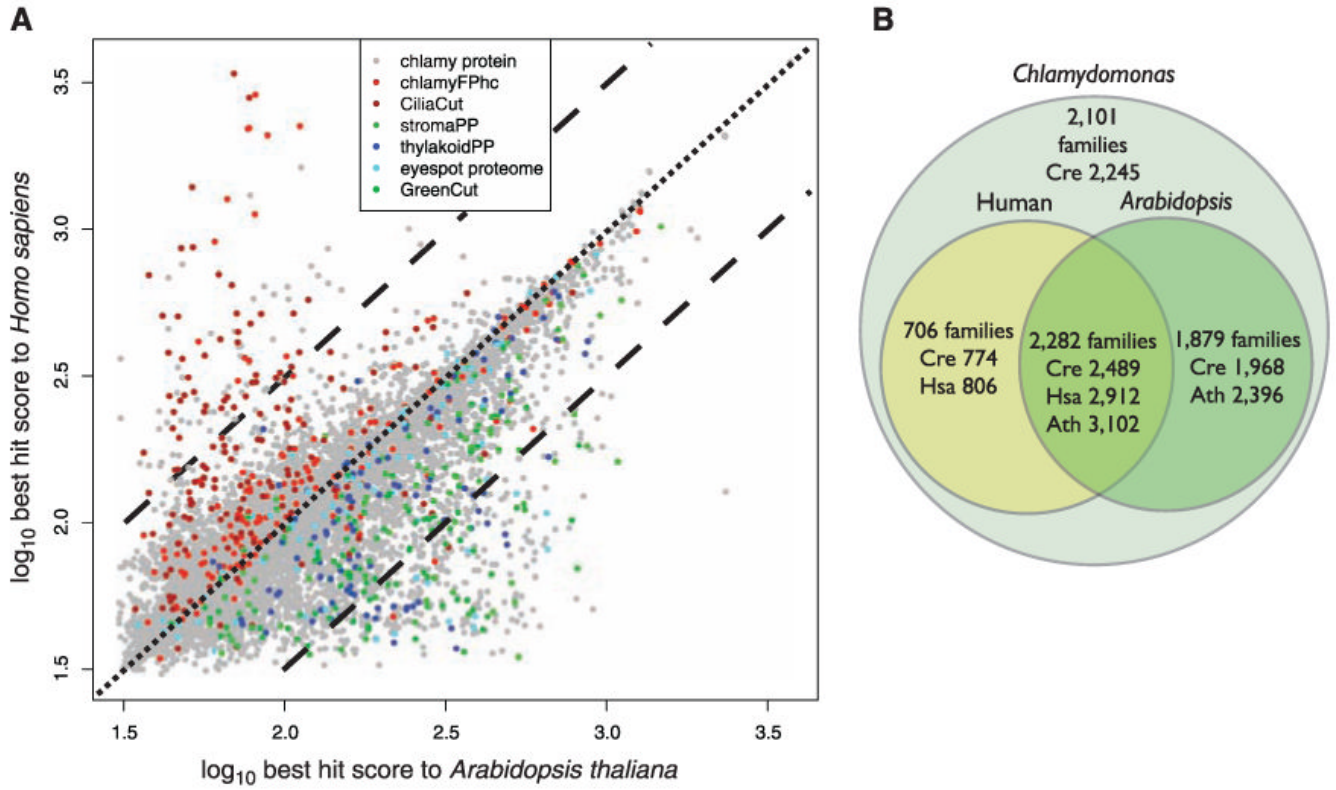 A
log10 best hit score to Homo sapiens
3.5
3.0
2.5
2.0
1.5
chlamy protein
chlamyFPhc
CiliaCut
stromaPP
thylakoidPP
eyespot proteome
GreenCut
1.5
2.0
2.5
3.0
3.5
log10 best hit score to Arabidopsis thaliana
B
Chlamydomonas
2,101
families
Cre 2,245
Human
Arabidopsis
706 families
Cre 774
Hsa 806
2,282 families
Cre 2,489
Hsa 2,912
Ath 3,102
1,879 families
Cre 1,968
Ath 2,396